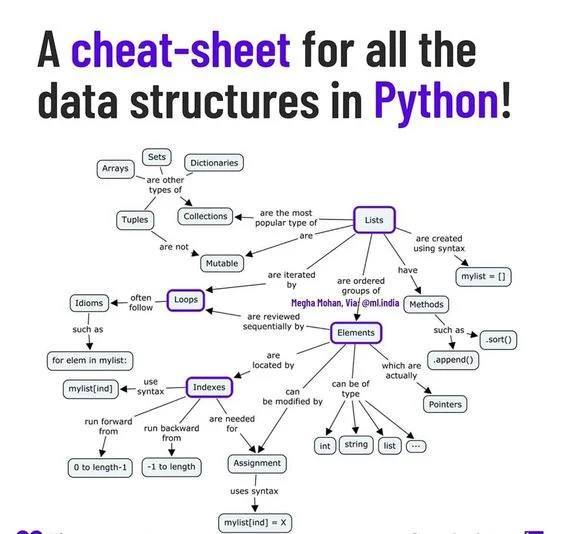 A cheat-sheet for all the
data structures in Python!
Sets
Arrays
Dictionaries
are other
types of
Tuples
Collections
are the most
popular type of
Lists
are
are not
Mutable
are created
using syntax
mylist = []
are iterated
by
are ordered
groups of
have
Megha Mohan, Via: @ml.india
Idioms
often
follow
Loops
Methods
are reviewed
sequentially by
Elements
such as
such as
.sort()
.append()
for elem in mylist:
are
located by
which are
actually
mylist[ind]
use
syntax
Indexes
can
be modified by
can be of
type
Pointers
run forward
from
run backward
from
are needed
for
int
string
list
...
0 to length-1
-1 to length
Assignment
uses syntax
mylist[ind] = X